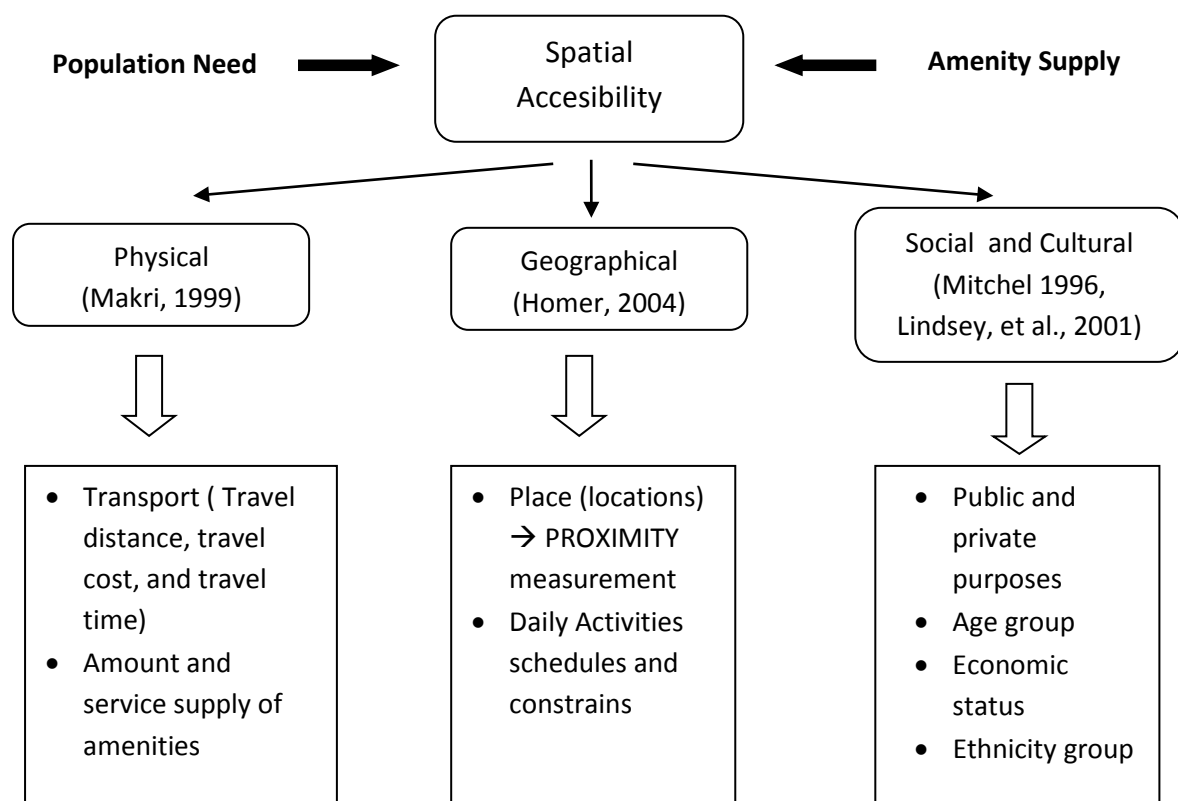 Population Need
Spatial
Accesibility
Amenity Supply
Physical
(Makri, 1999)
Geographical
(Homer, 2004)
Social and Cultural
(Mitchel 1996,
Lindsey, et al., 2001)
• Transport ( Travel
distance, travel
cost, and travel
time)
• Amount and
service supply of
amenities
• Place (locations)
→ PROXIMITY
measurement
• Daily Activities
schedules and
constrains
• Public and
private
purposes
• Age group
• Economic
status
• Ethnicity group